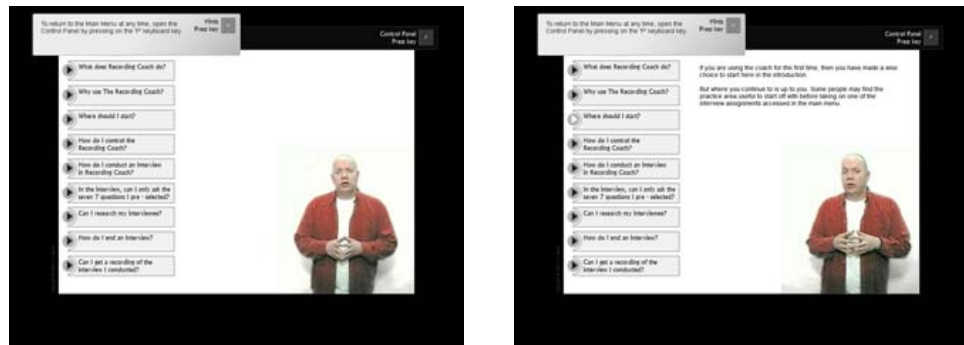 To return to the Main Menu at any time, open the
Control Panel by pressing on the 'P' keyboard key.
Hints
Press key
Control Panel
Press key
What does Recording Coach do?
Why use The Recording Coach?
Where should I start?
How do I control the
Recording Coach?
How do I conduct an Interview
in Recording Coach?
In the Interview, can I only ask the
seven 7 questions I pre - selected?
Can I research my Interviewee?
How do I end an Interview?
Can I get a recording of the
interview I conducted?
To return to the Main Menu at any time, open the
Control Panel by pressing on the 'P' keyboard key.
Hints
Press key
Control Panel
Press key
What does Recording Coach do?
Why use The Recording Coach?
Where should I start?
How do I control the
Recording Coach?
How do I conduct an Interview
in Recording Coach?
In the Interview, can I only ask the
seven 7 questions I pre - selected?
Can I research my Interviewee?
How do I end an Interview?
Can I get a recording of the
interview I conducted?
If you are using the coach for the first time, then you have made a wise
choice to start here in the introduction.
But where you continue to is up to you. Some people may find the
practice area useful to start off with before taking on one of the
interview assignments accessed in the main menu.